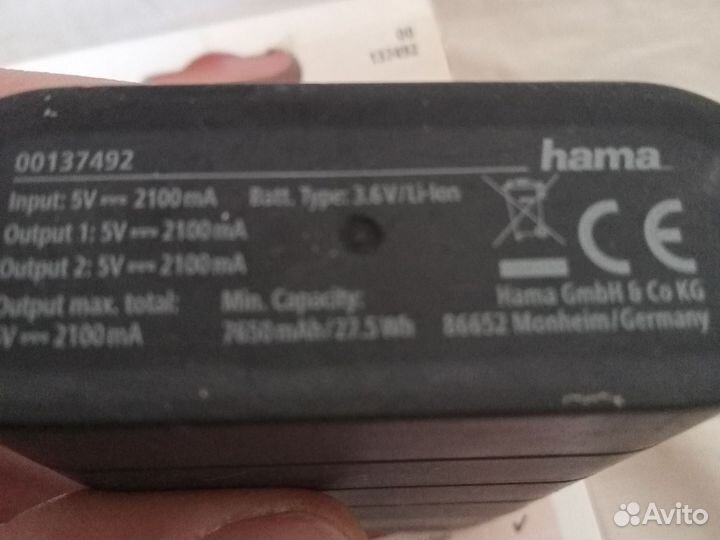 00
137492
00137492
hama
Input: 5V ⎓ 2100mA Batt. Type: 3.6V/Li-Ion
Output 1: 5V ⎓ 2100mA
Output 2: 5V ⎓ 2100mA
CE
Output max. total: Min. Capacity: Hama GmbH & Co KG
5V ⎓ 2100mA 7650mAh/27.5Wh 86652 Monheim/Germany
Avito